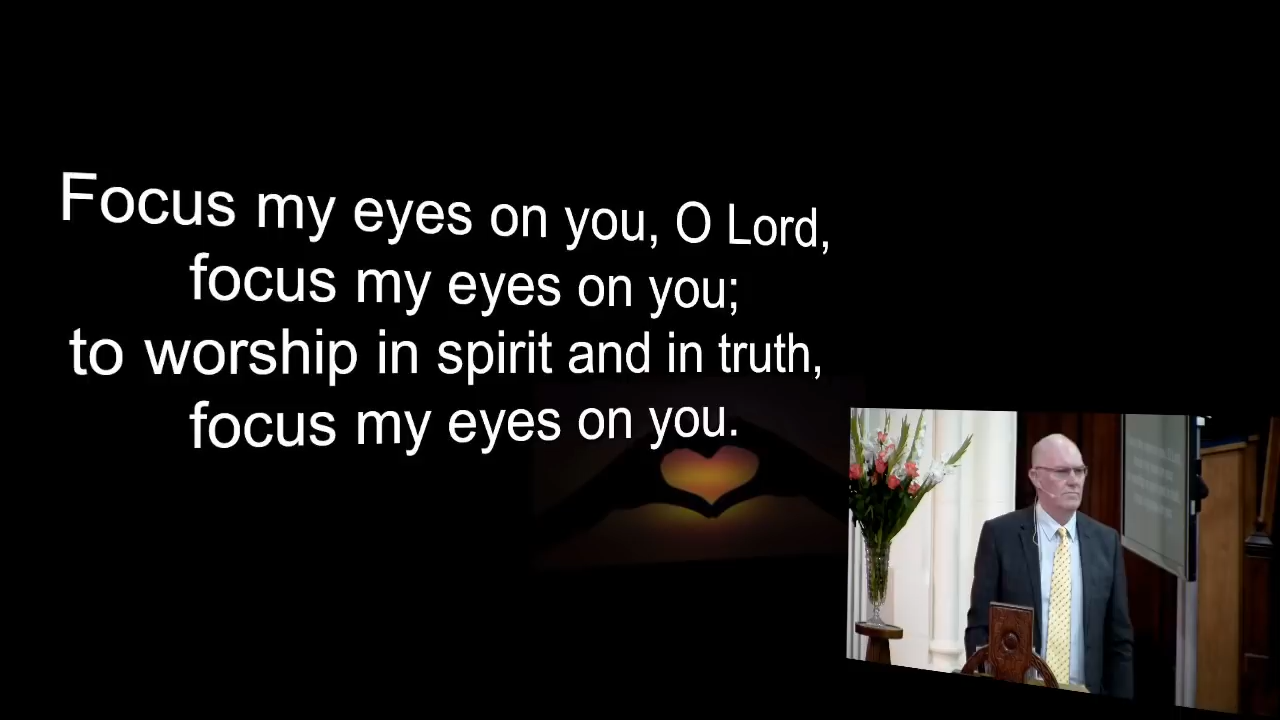 Focus my eyes on you, O Lord,
focus my eyes on you;
to worship in spirit and in truth,
focus my eyes on you.